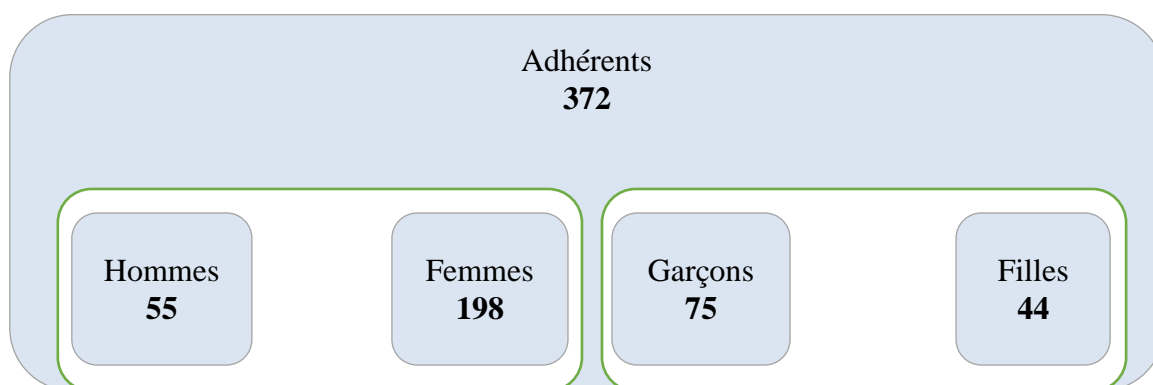 Adhérents
372
Hommes
55
Femmes
198
Garçons
75
Filles
44